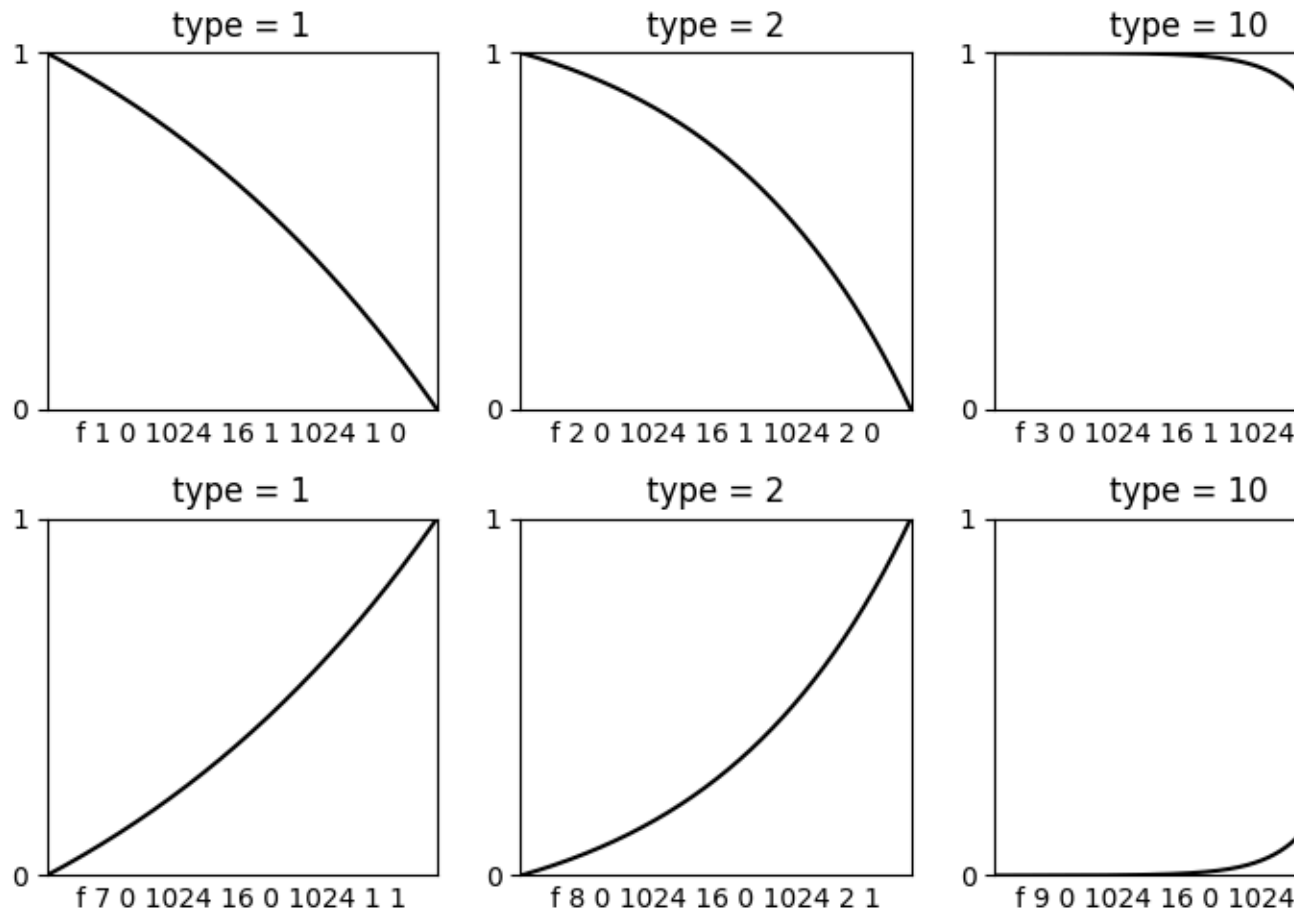 type = 1
type = 2
type = 10
1
1
1
0
0
0
f 1 0 1024 16 1 1024 1 0
f 2 0 1024 16 1 1024 2 0
f 3 0 1024 16 1 1024
type = 1
type = 2
type = 10
1
1
1
0
0
0
f 7 0 1024 16 0 1024 1 1
f 8 0 1024 16 0 1024 2 1
f 9 0 1024 16 0 1024